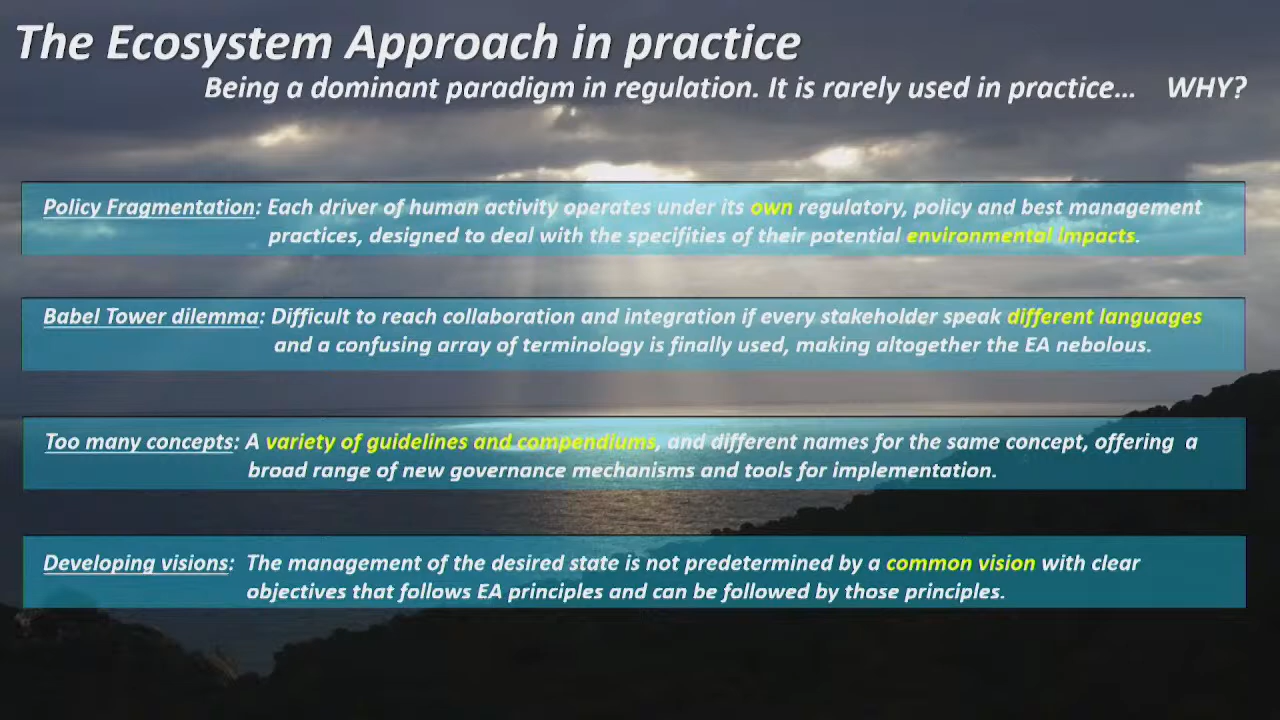 The Ecosystem Approach in practice
Being a dominant paradigm in regulation. It is rarely used in practice... WHY?
Policy Fragmentation: Each driver of human activity operates under its own regulatory, policy and best management
practices, designed to deal with the specifities of their potential environmental impacts.
Babel Tower dilemma: Difficult to reach collaboration and integration if every stakeholder speak different languages
and a confusing array of terminology is finally used, making altogether the EA nebolous.
Too many concepts: A variety of guidelines and compendiums, and different names for the same concept, offering a
broad range of new governance mechanisms and tools for implementation.
Developing visions: The management of the desired state is not predetermined by a common vision with clear
objectives that follows EA principles and can be followed by those principles.